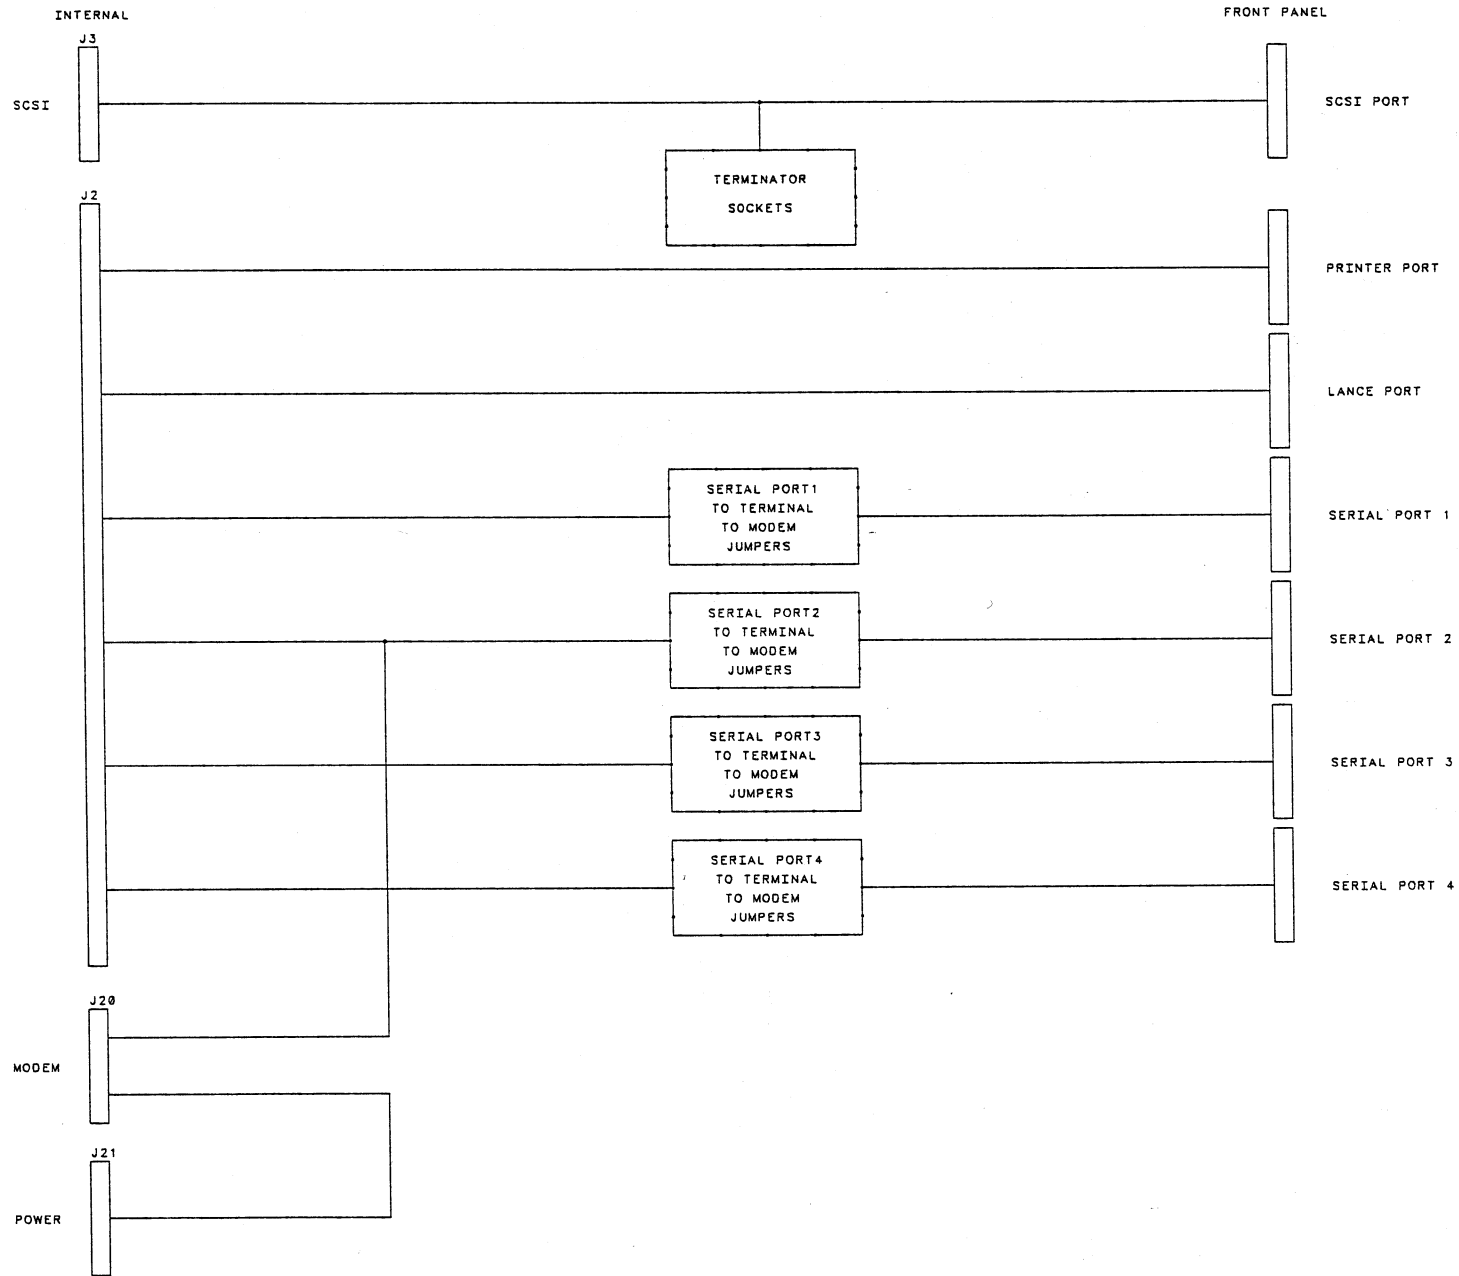 INTERNAL
FRONT PANEL
J3
SCSI
SCSI PORT
TERMINATOR
SOCKETS
J2
PRINTER PORT
LANCE PORT
SERIAL PORT1
TO TERMINAL
TO MODEM
JUMPERS
SERIAL PORT 1
SERIAL PORT2
TO TERMINAL
TO MODEM
JUMPERS
SERIAL PORT 2
SERIAL PORT3
TO TERMINAL
TO MODEM
JUMPERS
SERIAL PORT 3
SERIAL PORT4
TO TERMINAL
TO MODEM
JUMPERS
SERIAL PORT 4
J20
MODEM
J21
POWER